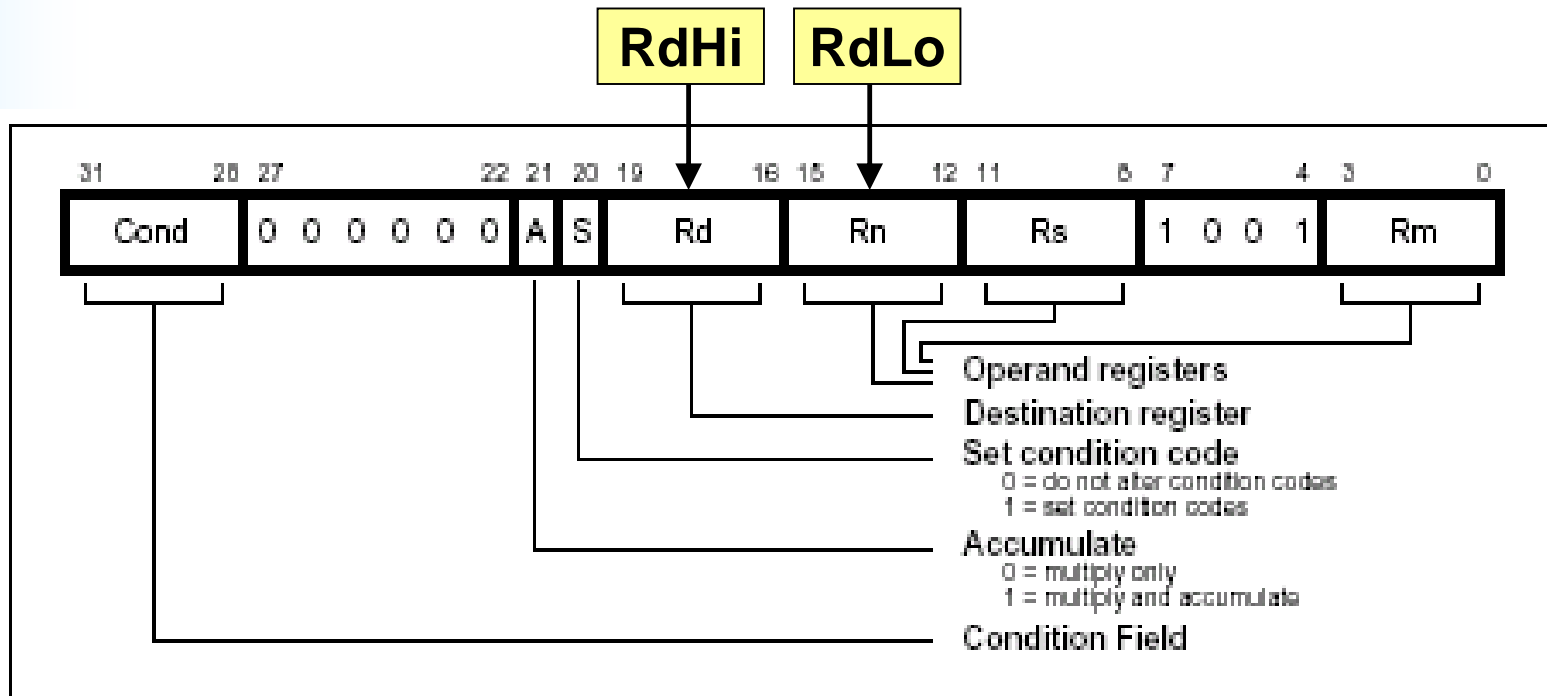 RdHi RdLo
31 28 27 22 21 20 19 16 15 12 11 8 7 4 3 0
Cond 0 0 0 0 0 0 A S Rd Rn Rs 1 0 0 1 Rm
Operand registers
Destination register
Set condition code
0 = do not alter condition codes
1 = set condition codes
Accumulate
0 = multiply only
1 = multiply and accumulate
Condition Field